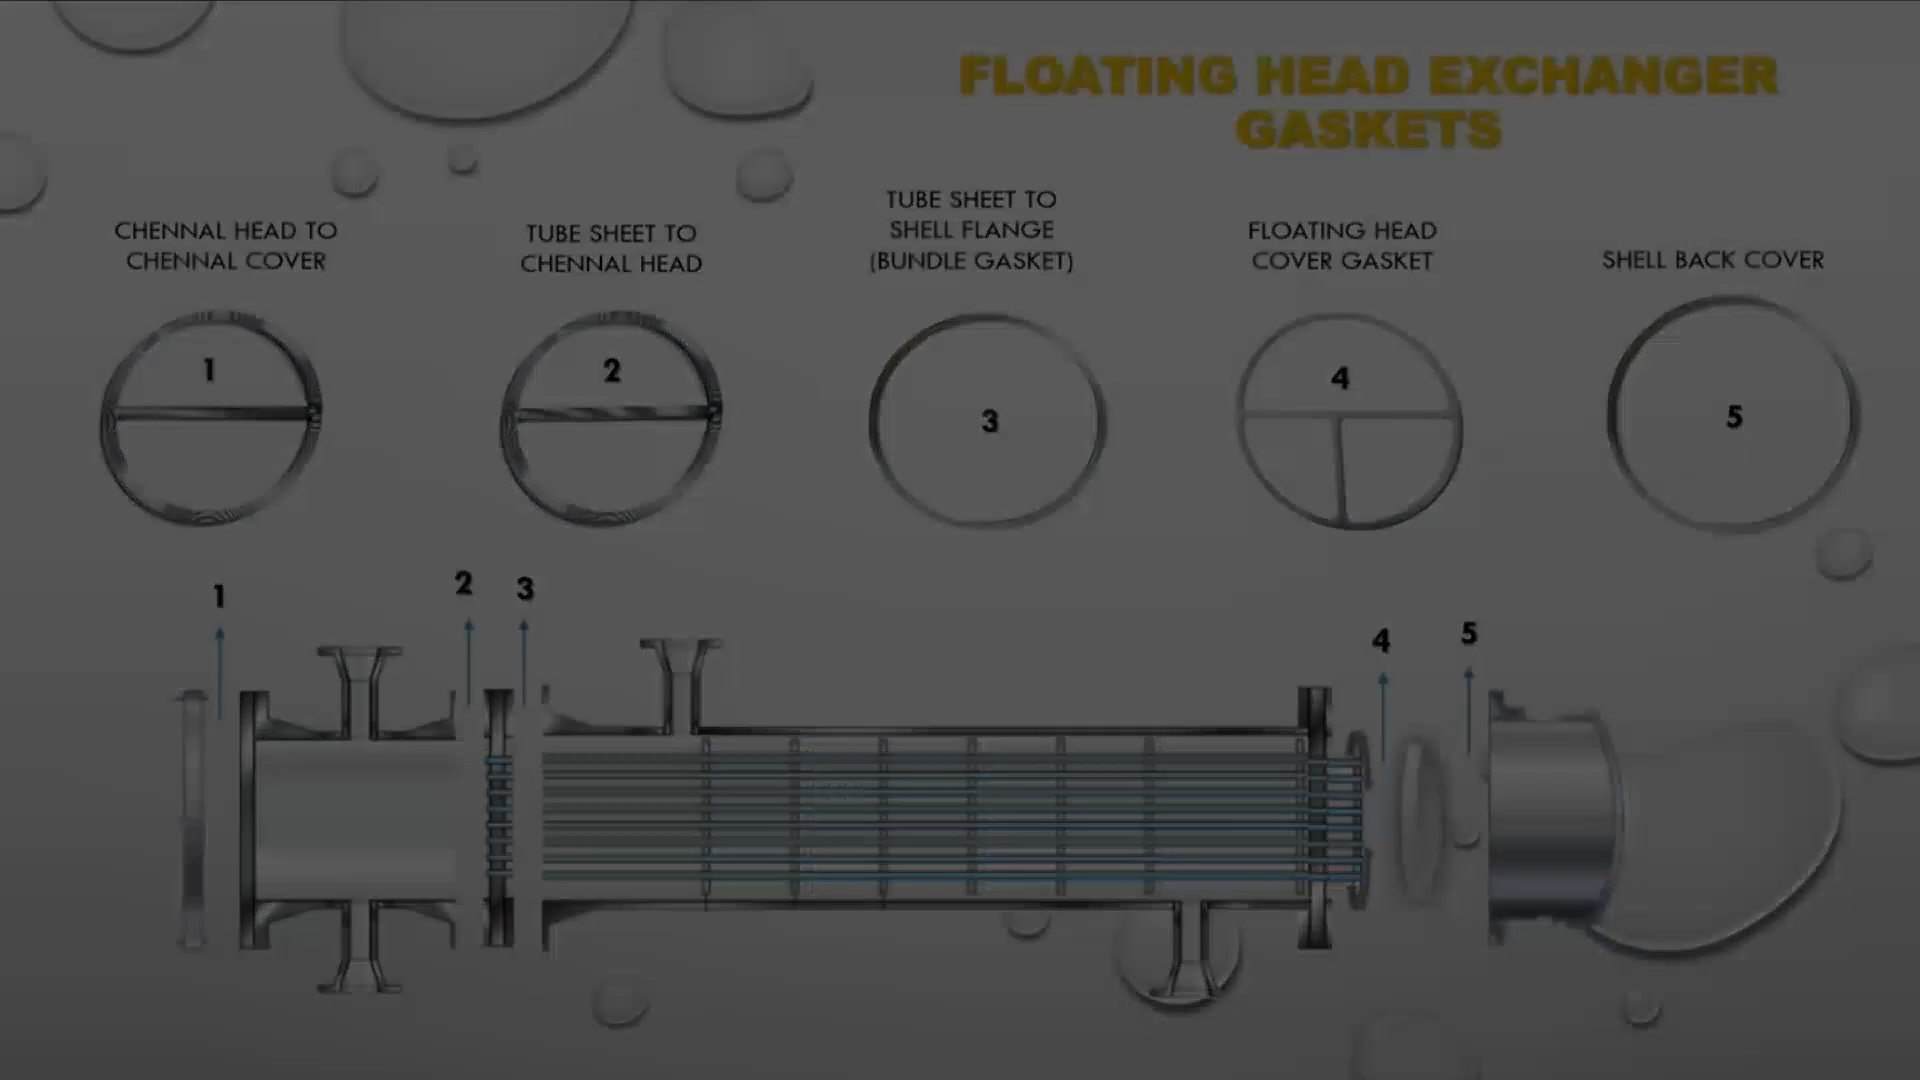 FLOATING HEAD EXCHANGER
GASKETS
CHENNAL HEAD TO
CHENNAL COVER
TUBE SHEET TO
CHENNAL HEAD
TUBE SHEET TO
SHELL FLANGE
(BUNDLE GASKET)
FLOATING HEAD
COVER GASKET
SHELL BACK COVER
1
2
3
4
5
1
2
3
4
5